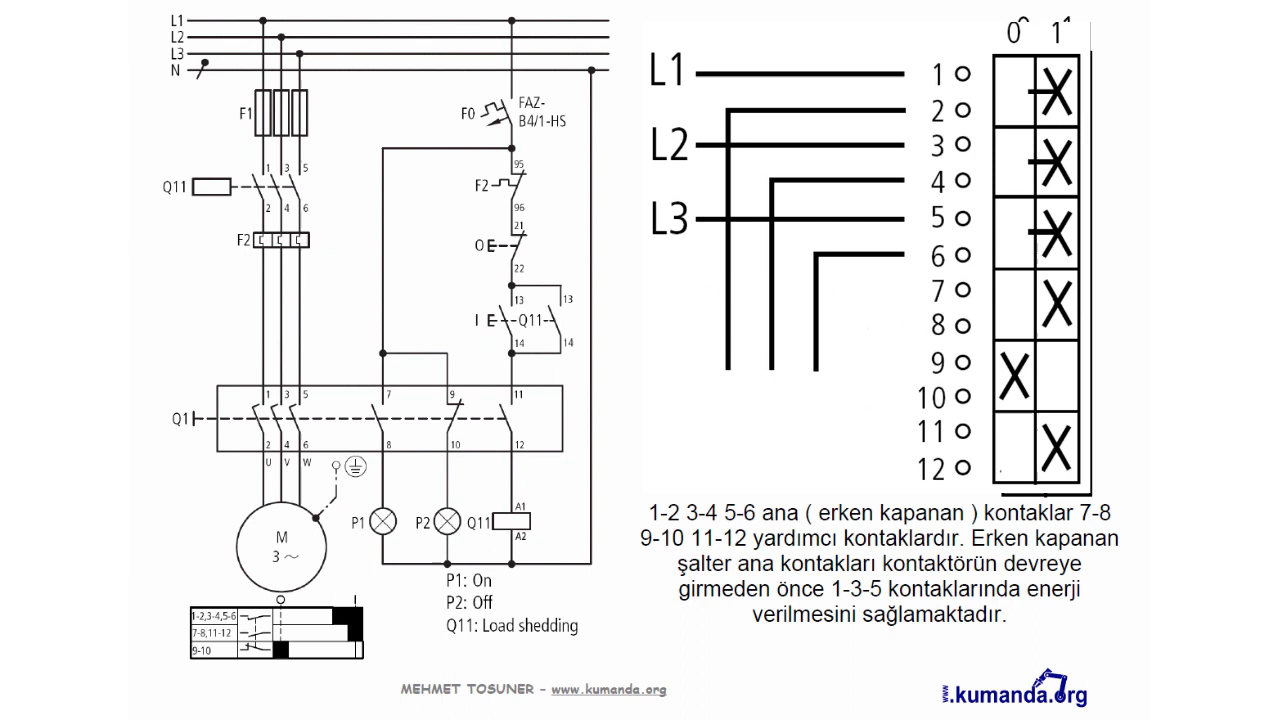 L1
L2
L3
N
F1
1 3 5
Q11
2 4 6
F2
F0
FAZ-
B4/1-HS
95
F2
96
21
O E
22
13
13
I E
Q11
14
14
1 3 5
7
9
11
Q1
2 4 6
8
10
12
U V W
M
3 ~
P1
P2
Q11
A1
A2
P1: On
P2: Off
Q11: Load shedding
O I
1-2,3-4,5-6
7-8,11-12
9-10
0 1
L1
L2
L3
1
2
3
4
5
6
7
8
9
10
11
12
1-2 3-4 5-6 ana ( erken kapanan ) kontaklar 7-8
9-10 11-12 yardımcı kontaklardır. Erken kapanan
şalter ana kontakları kontaktörün devreye
girmeden önce 1-3-5 kontaklarında enerji
verilmesini sağlamaktadır.
MEHMET TOSUNER - www.kumanda.org
www.kumanda.org